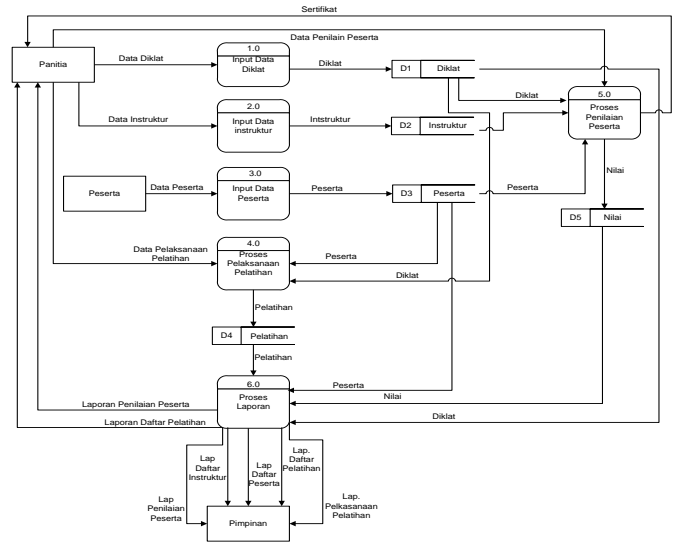 Sertifikat
Data Penilain Peserta
Panitia
Data Diklat
1.0
Input Data
Diklat
Diklat
D1
Diklat
Diklat
5.0
Proses
Penilaian
Peserta
Data Instruktur
2.0
Input Data
instruktur
Intstruktur
D2
Instruktur
Peserta
Data Peserta
3.0
Input Data
Peserta
Peserta
D3
Peserta
Peserta
Nilai
D5
Nilai
Data Pelaksanaan
Pelatihan
4.0
Proses
Pelaksanaan
Pelatihan
Peserta
Diklat
Pelatihan
D4
Pelatihan
Pelatihan
6.0
Proses
Laporan
Peserta
Nilai
Diklat
Laporan Penilaian Peserta
Laporan Daftar Pelatihan
Lap
Penilaian
Peserta
Lap
Daftar
Instruktur
Lap
Daftar
Peserta
Lap.
Daftar
Pelatihan
Lap.
Pelkasanaan
Pelatihan
Pimpinan